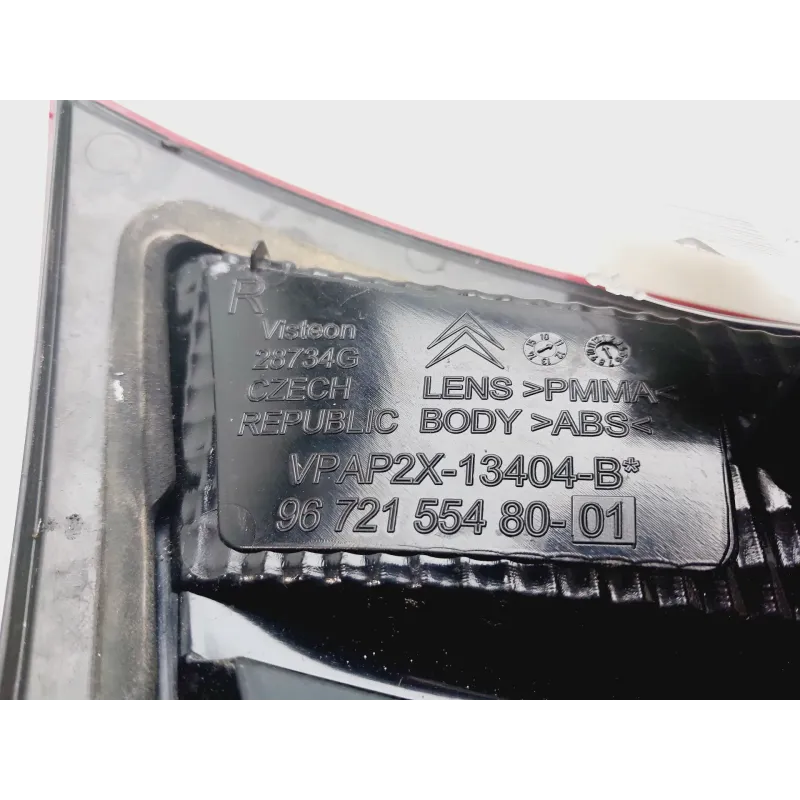 R
Visteon
28734G
CZECH LENS >PMMA<
REPUBLIC BODY >ABS<
VPAP2X-13404-B*
96 721 554 80-01